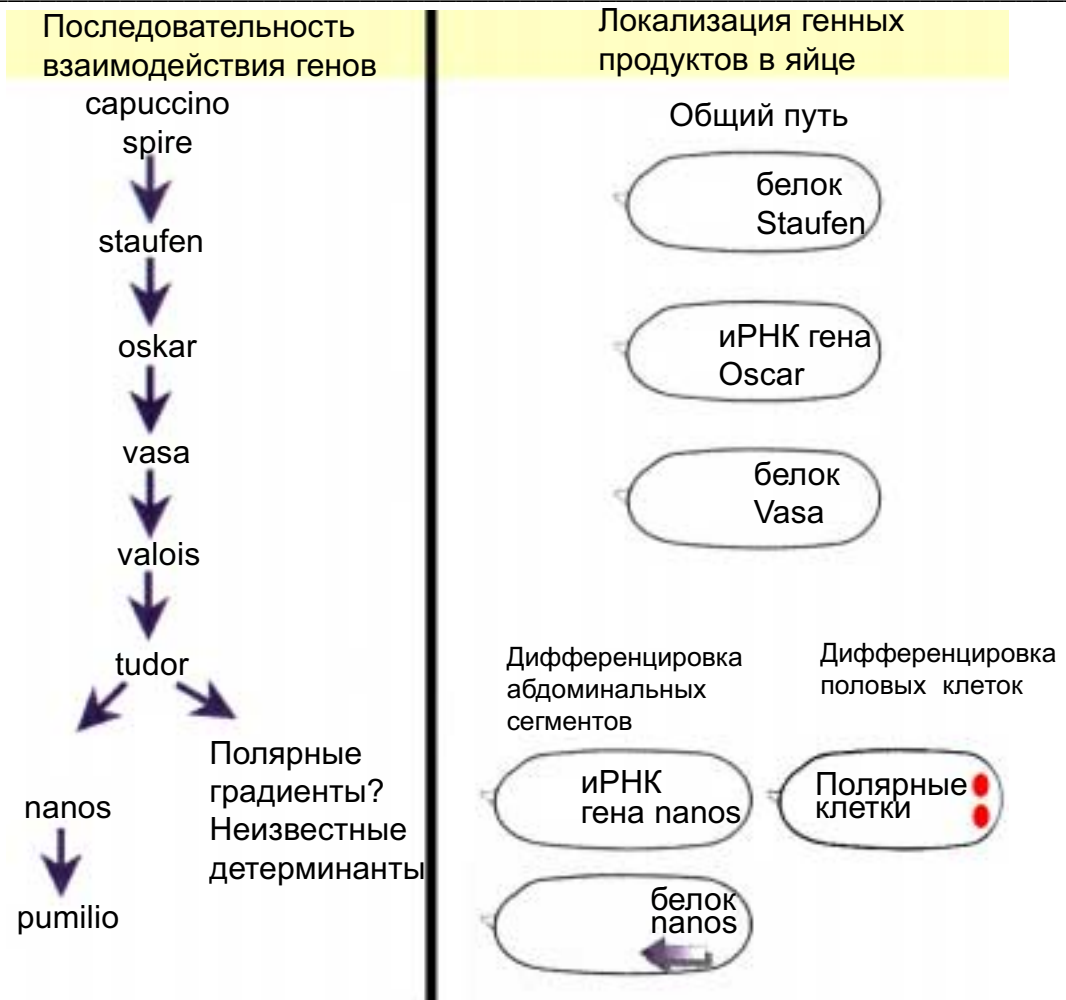 Последовательность
взаимодействия генов
capuccino
spire
staufen
oskar
vasa
valois
tudor
nanos
pumilio
Полярные
градиенты?
Неизвестные
детерминанты
Локализация генных
продуктов в яйце
Общий путь
белок
Staufen
иРНК гена
Oscar
белок
Vasa
Дифференцировка
абдоминальных
сегментов
Дифференцировка
половых клеток
иРНК
гена nanos
Полярные
клетки
белок
nanos